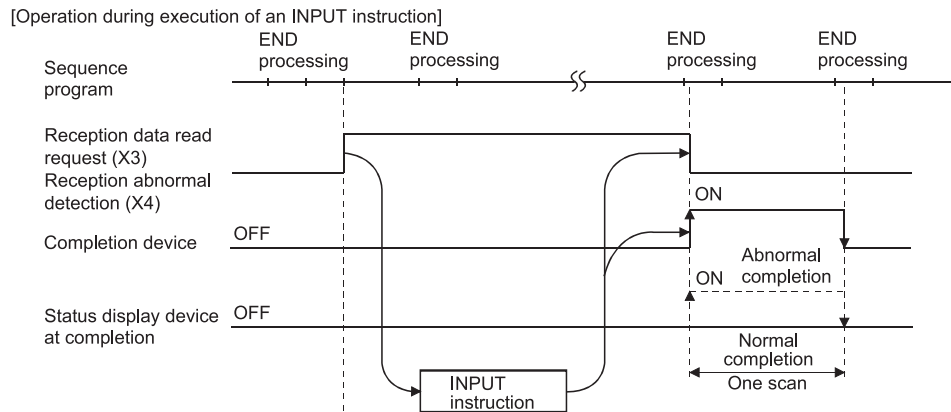 [Operation during execution of an INPUT instruction]
END
processing
END
processing
END
processing
END
processing
Sequence
program
Reception data read
request (X3)
Reception abnormal
detection (X4)
ON
Completion device
OFF
Abnormal
completion
ON
Status display device
at completion
OFF
Normal
completion
One scan
INPUT
instruction